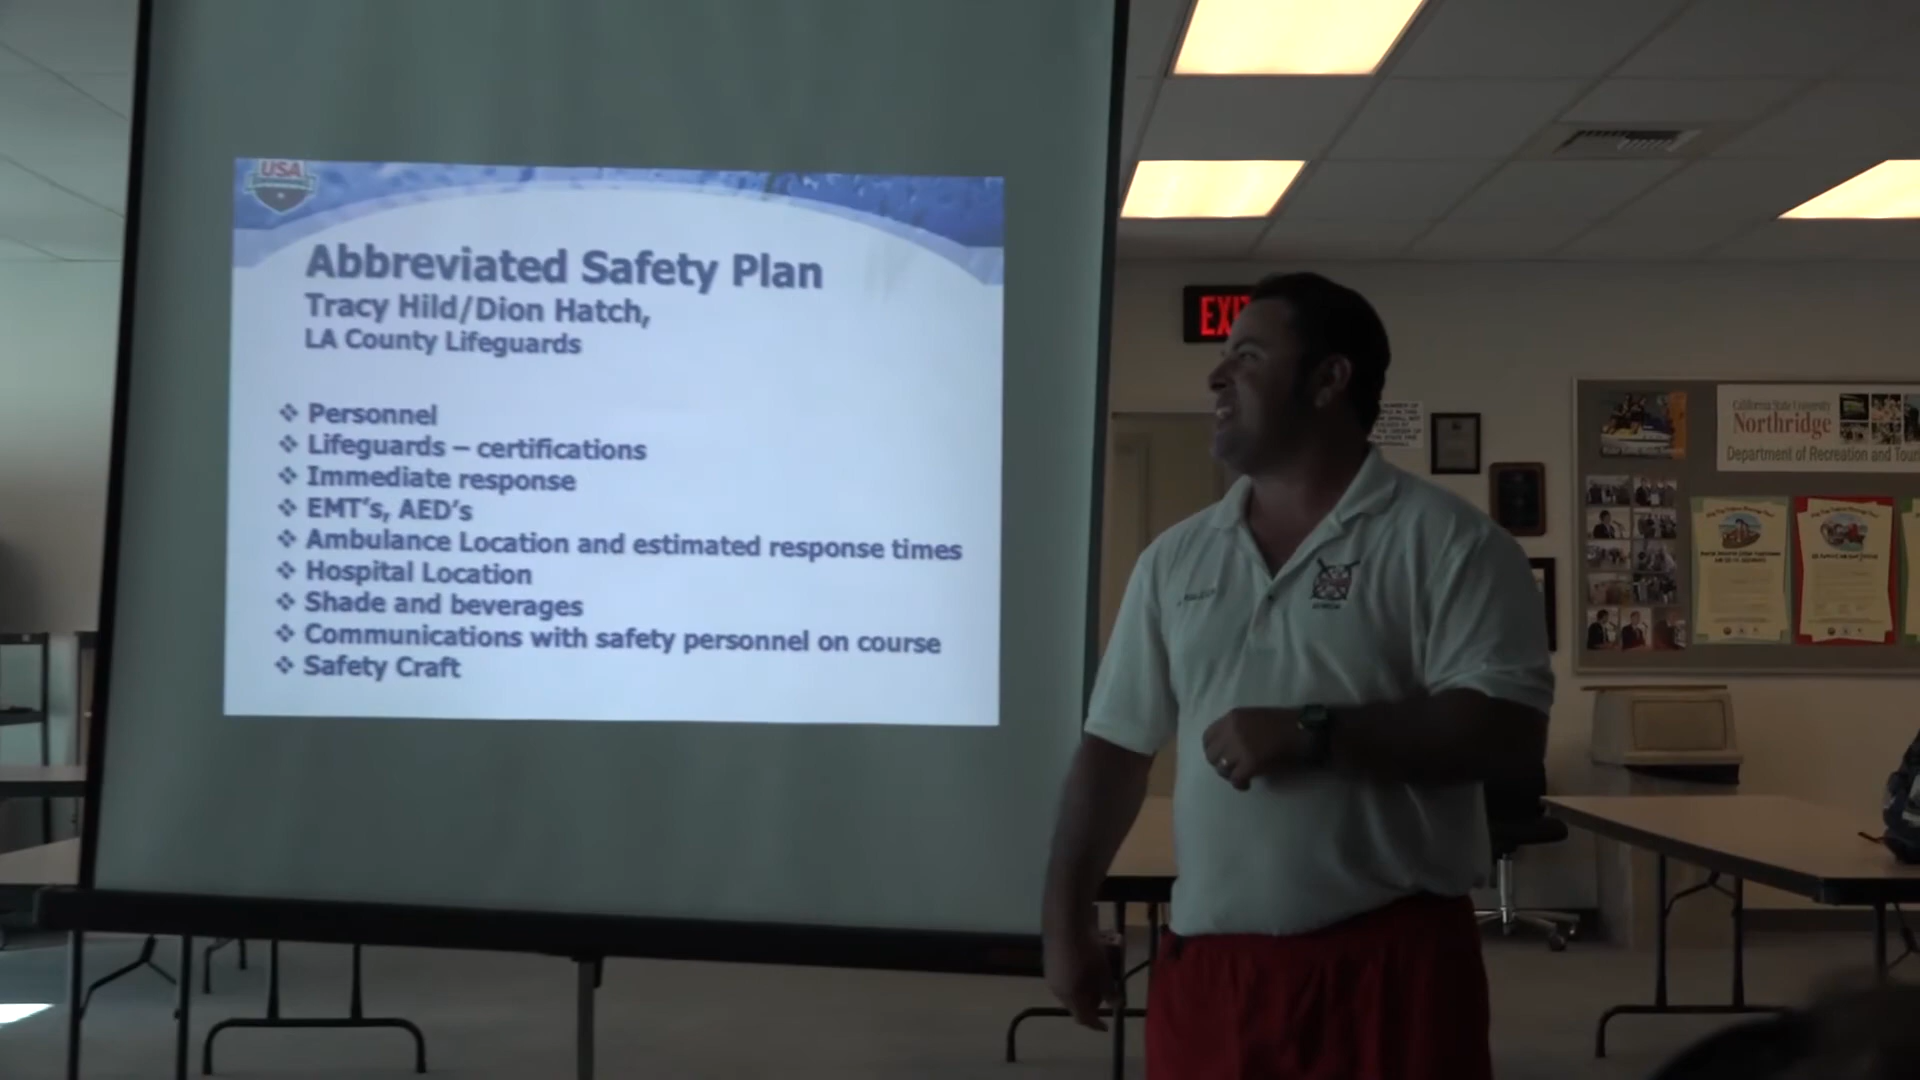 USA
Abbreviated Safety Plan
Tracy Hild/Dion Hatch,
LA County Lifeguards
❖ Personnel
❖ Lifeguards – certifications
❖ Immediate response
❖ EMT's, AED's
❖ Ambulance Location and estimated response times
❖ Hospital Location
❖ Shade and beverages
❖ Communications with safety personnel on course
❖ Safety Craft
EXI
California State University
Northridge
Department of Recreation and Tour